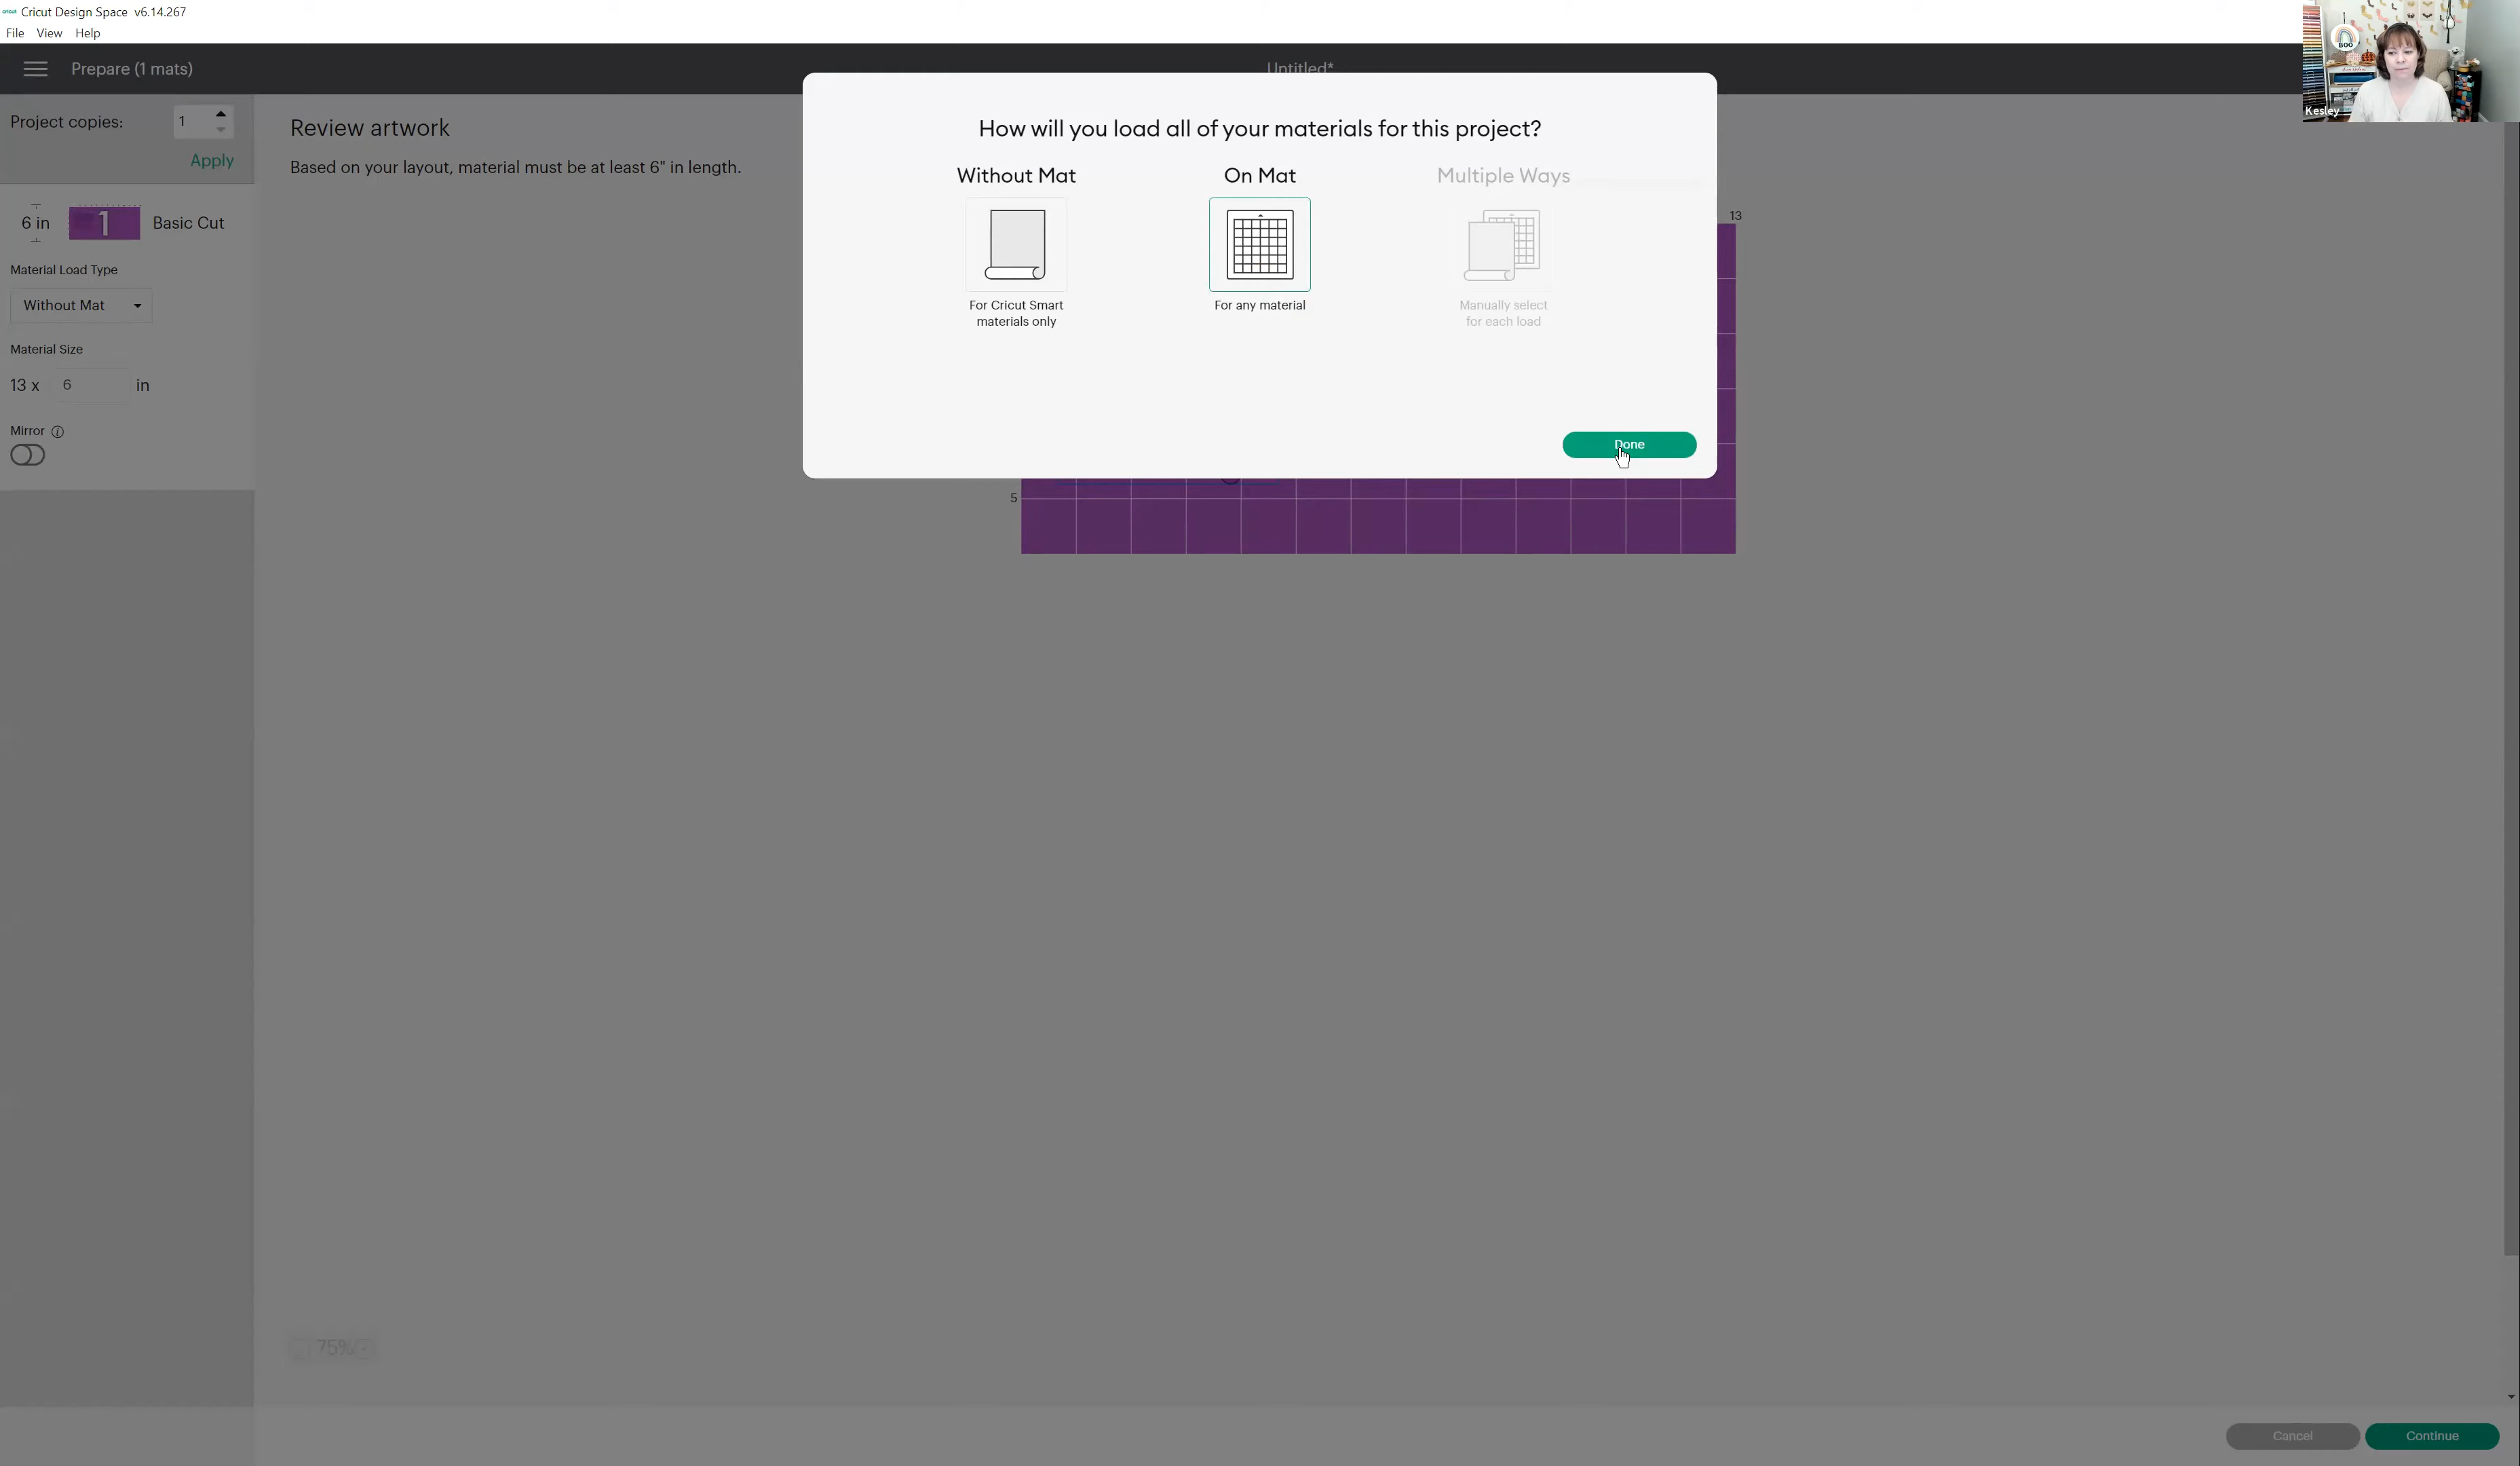 cricut Cricut Design Space v6.14.267
File View Help
Prepare (1 mats)
Untitled*
Project copies:
1
Apply
6 in
1
Basic Cut
Material Load Type
Without Mat
Material Size
13 x
6
in
Mirror
Review artwork
Based on your layout, material must be at least 6" in length.
How will you load all of your materials for this project?
Without Mat
For Cricut Smart
materials only
On Mat
For any material
Multiple Ways
Manually select
for each load
Done
13
5
75%
Cancel
Continue
BOO
Kesley